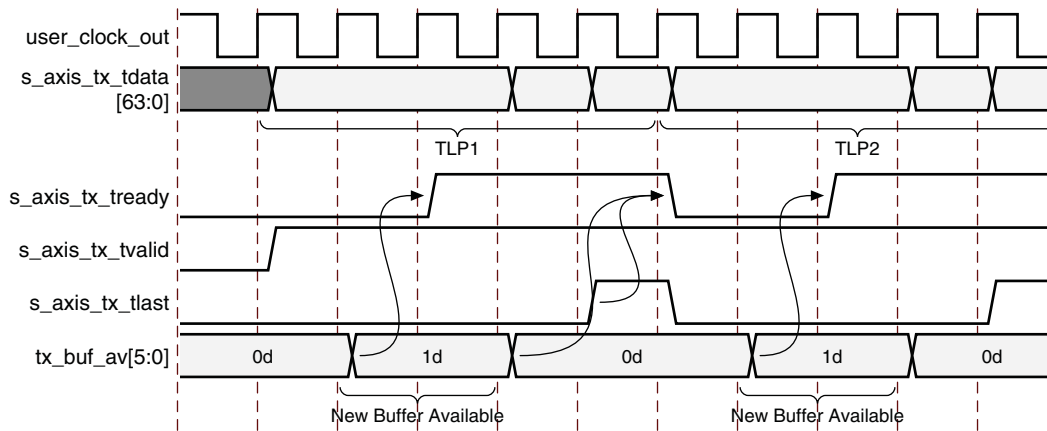 user_clock_out
s_axis_tx_tdata
[63:0]
TLP1 TLP2
s_axis_tx_tready
s_axis_tx_tvalid
s_axis_tx_tlast
tx_buf_av[5:0] 0d 1d 0d 1d 0d
New Buffer Available New Buffer Available